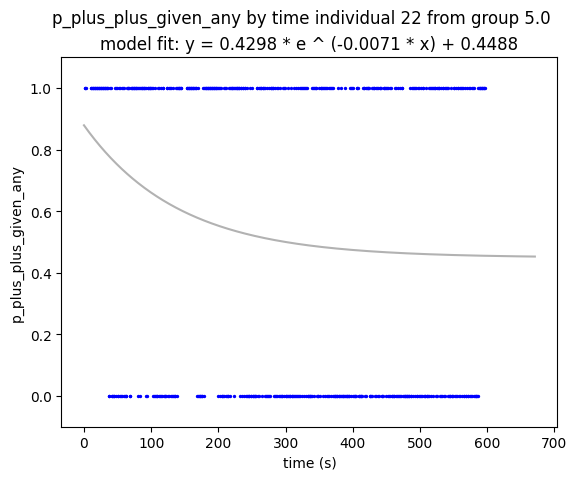 p_plus_plus_given_any by time individual 22 from group 5.0
model fit: y = 0.4298 * e ^ (-0.0071 * x) + 0.4488
1.0
0.8
0.6
0.4
0.2
0.0
p_plus_plus_given_any
0 100 200 300 400 500 600 700
time (s)